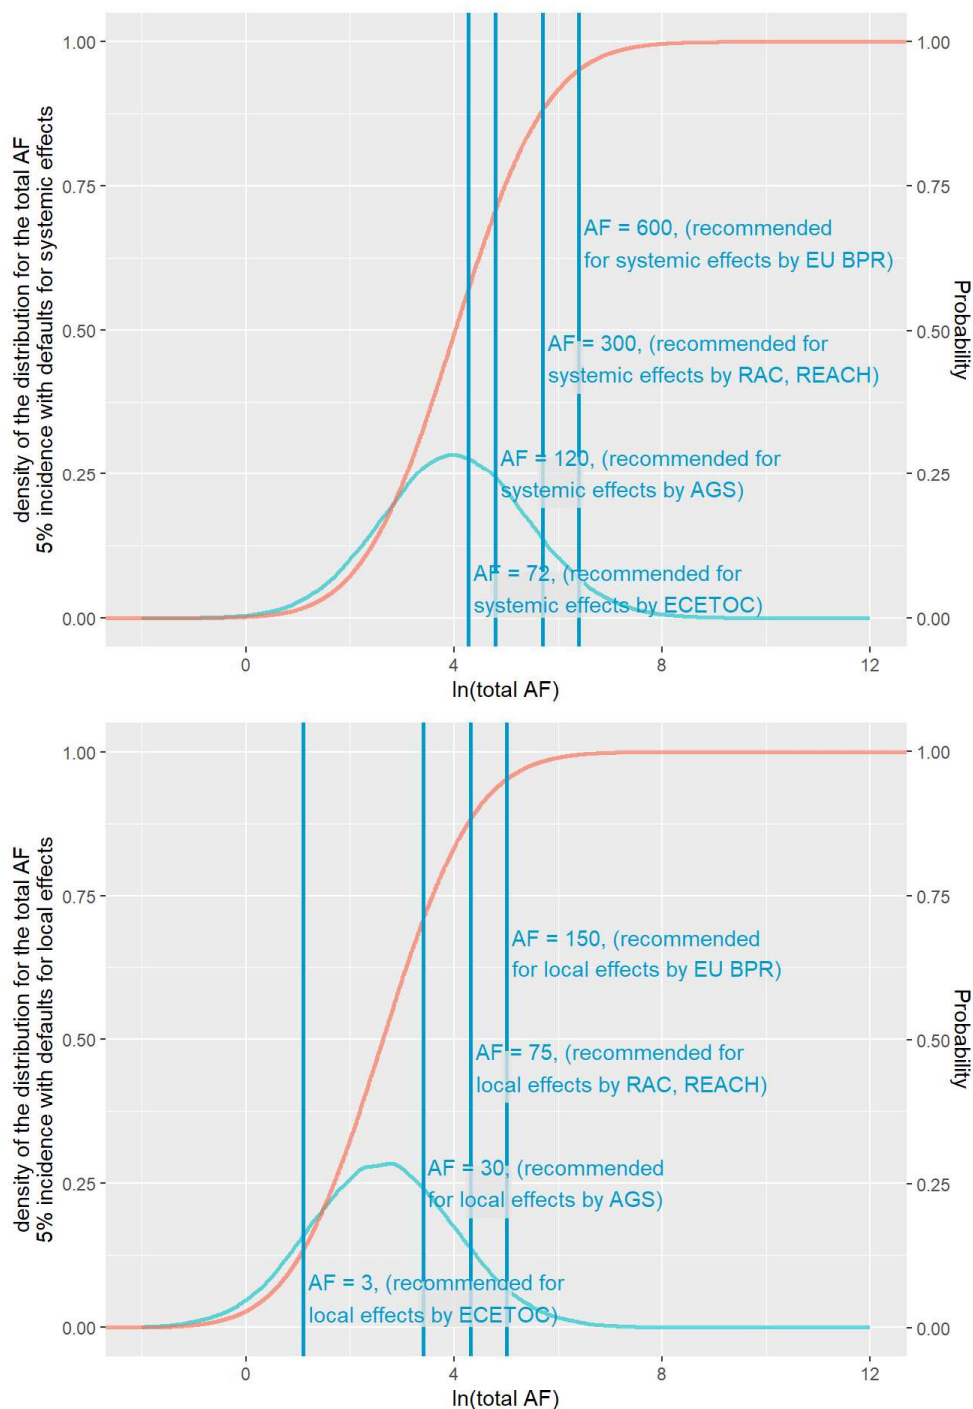 density of the distribution for the total AF
5% incidence with defaults for systemic effects
1.00
0.75
0.50
0.25
0.00
AF = 600, (recommended
for systemic effects by EU BPR)
AF = 300, (recommended for
systemic effects by RAC, REACH)
AF = 120, (recommended for
systemic effects by AGS)
AF = 72, (recommended for
systemic effects by ECETOC)
1.00
0.75
0.50
0.25
0.00
Probability
0
4
8
12
ln(total AF)
density of the distribution for the total AF
5% incidence with defaults for local effects
1.00
0.75
0.50
0.25
0.00
AF = 150, (recommended
for local effects by EU BPR)
AF = 75, (recommended for
local effects by RAC, REACH)
AF = 30, (recommended
for local effects by AGS)
AF = 3, (recommended for
local effects by ECETOC)
1.00
0.75
0.50
0.25
0.00
Probability
0
4
8
12
ln(total AF)